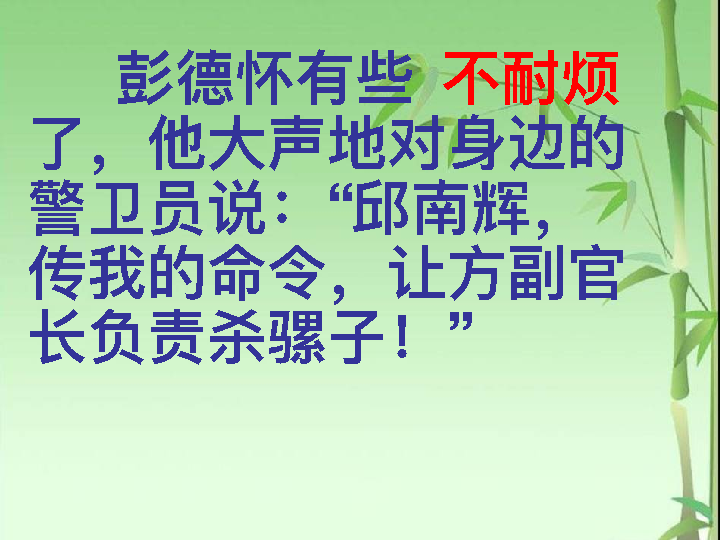 彭德怀有些 不耐烦
了，他大声地对身边的
警卫员说：“邱南辉，
传我的命令，让方副官
长负责杀骡子！”